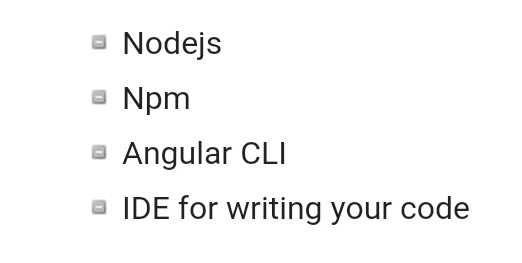 Nodejs
Npm
Angular CLI
IDE for writing your code